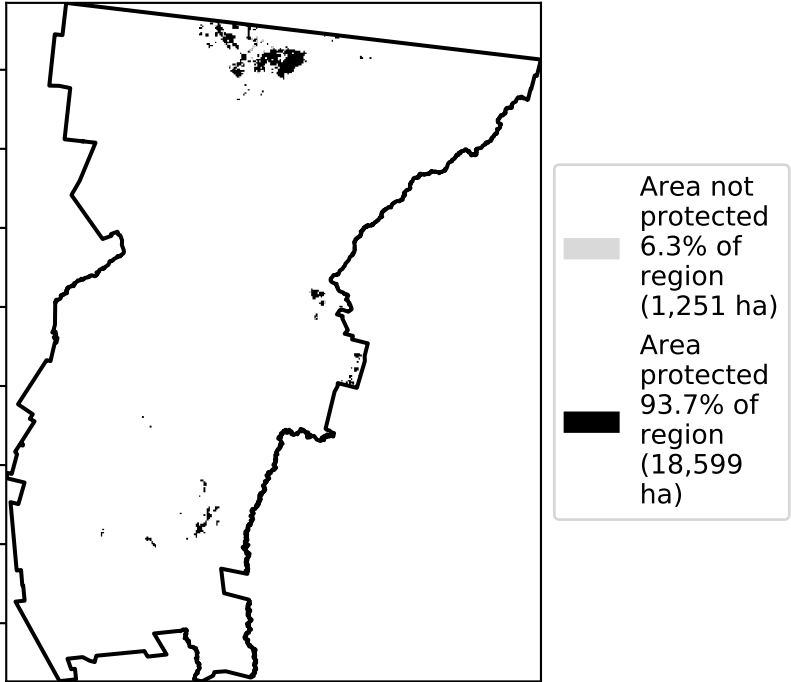 Area not
protected
6.3% of
region
(1,251 ha)
Area
protected
93.7% of
region
(18,599
ha)